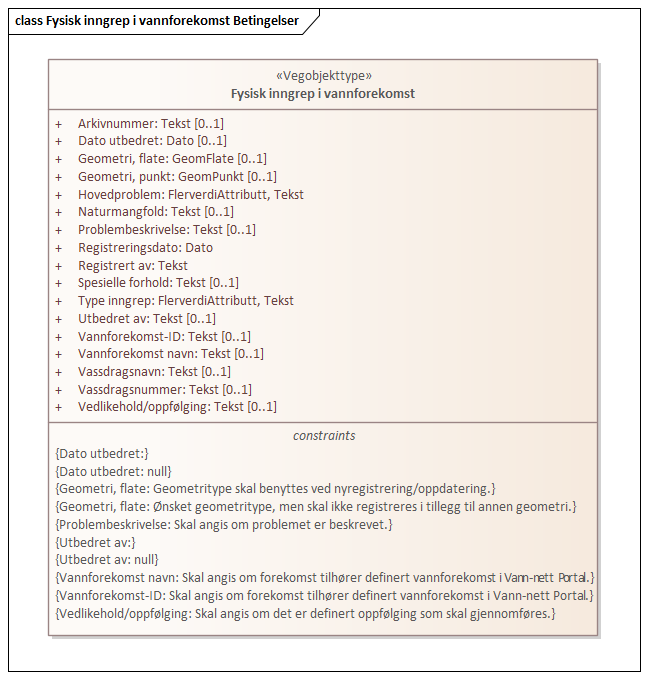 class Fysisk inngrep i vannforekomst Betingelser
«Vegobjekttype»
Fysisk inngrep i vannforekomst
+ Arkivnummer: Tekst [0..1]
+ Dato utbedret: Dato [0..1]
+ Geometri, flate: GeomFlate [0..1]
+ Geometri, punkt: GeomPunkt [0..1]
+ Hovedproblem: FlerverdiAttributt, Tekst
+ Naturmangfold: Tekst [0..1]
+ Problembeskrivelse: Tekst [0..1]
+ Registreringsdato: Dato
+ Registrert av: Tekst
+ Spesielle forhold: Tekst [0..1]
+ Type inngrep: FlerverdiAttributt, Tekst
+ Utbedret av: Tekst [0..1]
+ Vannforekomst-ID: Tekst [0..1]
+ Vannforekomst navn: Tekst [0..1]
+ Vassdragsnavn: Tekst [0..1]
+ Vassdragsnummer: Tekst [0..1]
+ Vedlikehold/oppfølging: Tekst [0..1]
constraints
{Dato utbedret:}
{Dato utbedret: null}
{Geometri, flate: Geometritype skal benyttes ved nyregistrering/oppdatering.}
{Geometri, flate: Ønsket geometritype, men skal ikke registreres i tillegg til annen geometri.}
{Problembeskrivelse: Skal angis om problemet er beskrevet.}
{Utbedret av:}
{Utbedret av: null}
{Vannforekomst navn: Skal angis om forekomst tilhører definert vannforekomst i Vann-nett Portal.}
{Vannforekomst-ID: Skal angis om forekomst tilhører definert vannforekomst i Vann-nett Portal.}
{Vedlikehold/oppfølging: Skal angis om det er definert oppfølging som skal gjennomføres.}